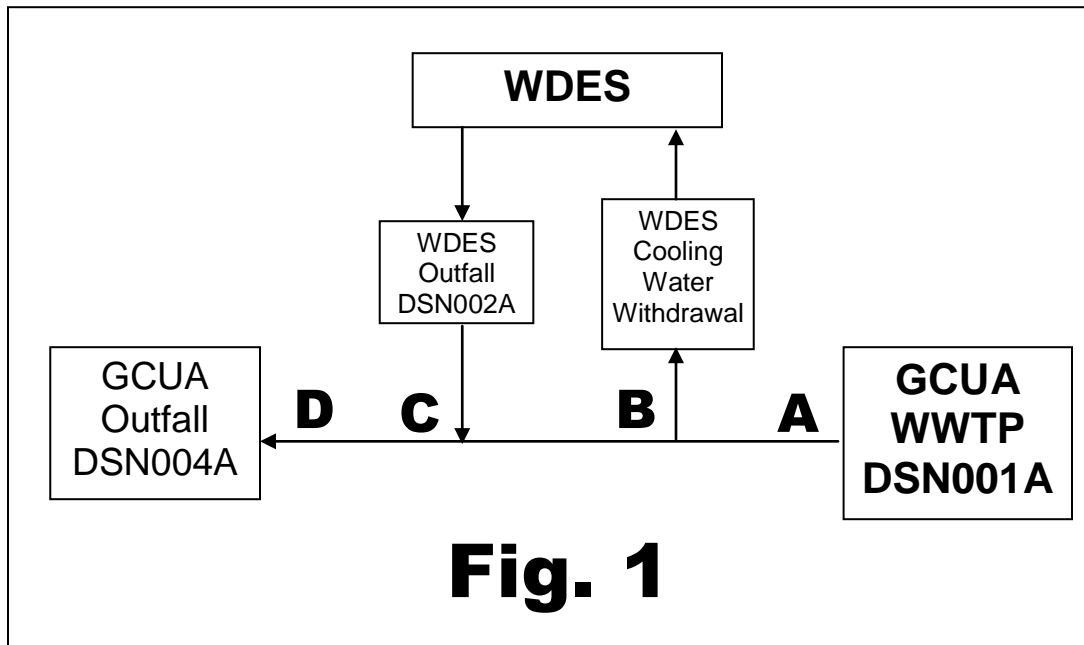 WDES
WDES
Outfall
DSN002A
WDES
Cooling
Water
Withdrawal
GCUA
Outfall
DSN004A
D
C
B
A
GCUA
WWTP
DSN001A
Fig. 1